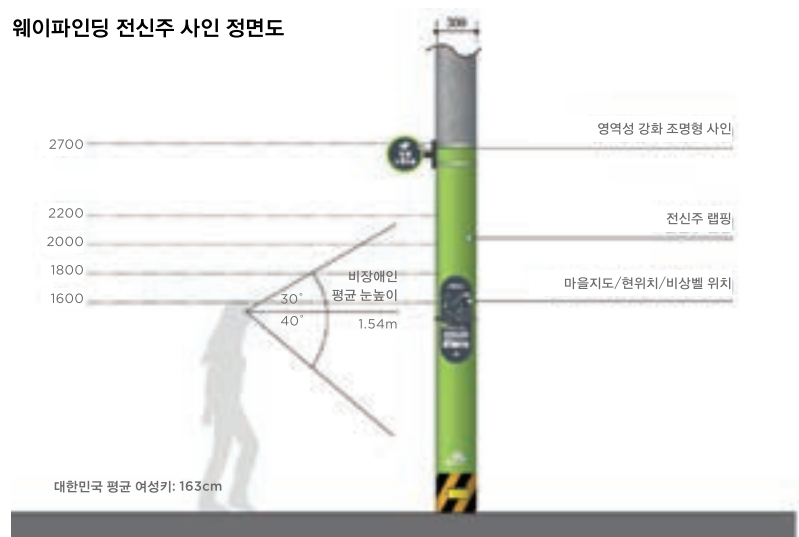 웨이파인딩 전신주 사인 정면도
300
2700
영역성 강화 조명형 사인
2200
전신주 랩핑
2000
1800
비장애인
마을지도/현위치/비상벨 위치
평균 눈높이
1600
30°
40°
1.54m
대한민국 평균 여성키: 163cm